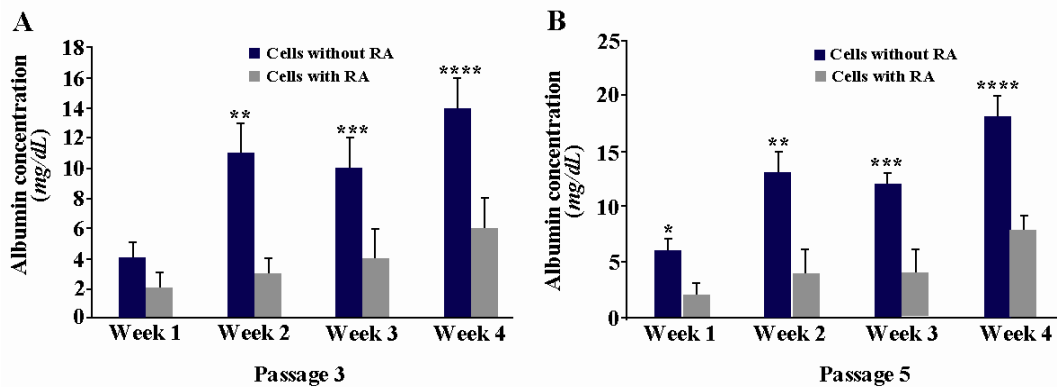 A
Albumin concentration
(mg/dL)
18
16
14
12
10
8
6
4
2
0
Cells without RA
Cells with RA
**
***
****
Week 1 Week 2 Week 3 Week 4
Passage 3
B
Albumin concentration
(mg/dL)
25
20
15
10
5
0
Cells without RA
Cells with RA
*
**
***
****
Week 1 Week 2 Week 3 Week 4
Passage 5